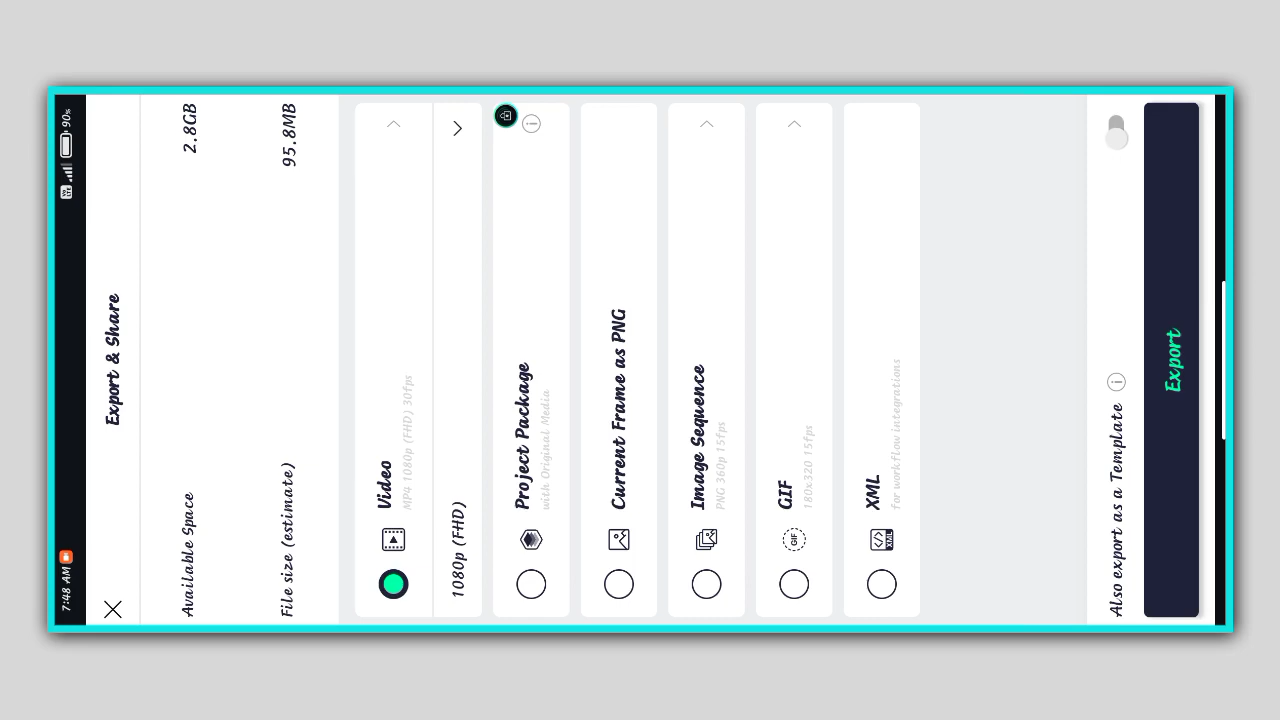 7:48 AM 90%
Export & Share
Available Space 2.8GB
File size (estimate) 95.8MB
Video
MP4 1080p (FHD) 30fps
1080p (FHD)
Project Package
with Original Media
Current Frame as PNG
Image Sequence
PNG 360p 15fps
GIF
GIF
180x320 15fps
XML
XML
for workflow integrations
Also export as a Template
Export